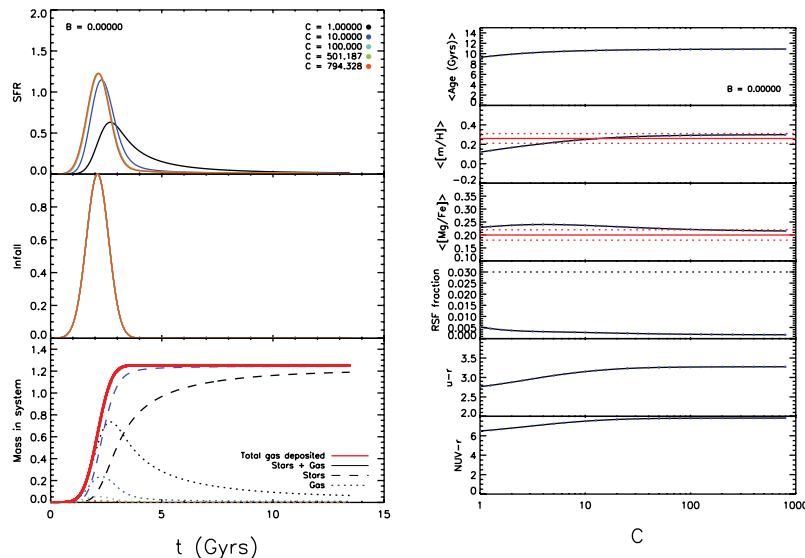 B = 0.00000
C = 1.00000
C = 10.0000
C = 100.000
C = 501.187
C = 794.328
SFR
2.0
1.5
1.0
0.5
0.0
Infall
0.8
0.6
0.4
0.2
0.0
Mass in system
1.4
1.2
1.0
0.8
0.6
0.4
0.2
0.0
Total gas deposited
Stars + Gas
Stars
Gas
0 5 10 15
t (Gyrs)
<Age (Gyrs)>
14
12
10
8
6
4
2
0
B = 0.00000
<[m/H]>
0.4
0.2
0.0
-0.2
<[Mg/Fe]>
0.35
0.30
0.25
0.20
0.15
0.10
RSF fraction
0.030
0.025
0.020
0.015
0.010
0.005
0.000
u-r
3.5
3.0
2.5
2.0
NUV-r
6
4
2
0
1 10 100 1000
C